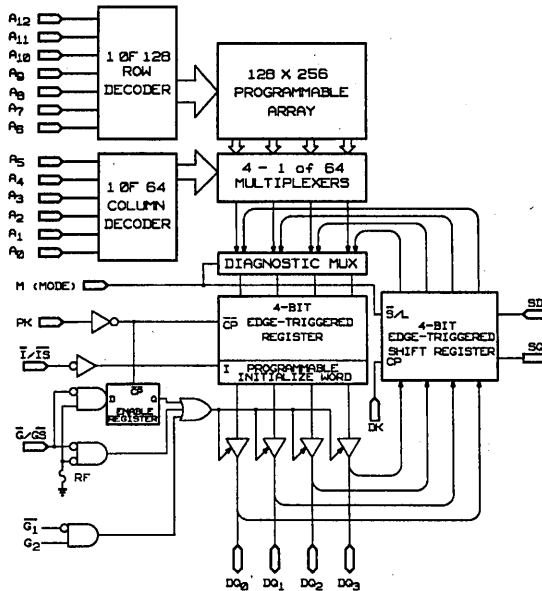 A12
A11
A10
A9
A8
A7
A6
1 OF 128
ROW
DECODER
128 X 256
PROGRAMMABLE
ARRAY
A5
A4
A3
A2
A1
A0
1 OF 64
COLUMN
DECODER
4 - 1 of 64
MULTIPLEXERS
DIAGNOSTIC MUX
M (MODE)
PK
CP
4-BIT
EDGE-TRIGGERED
REGISTER
I/IS
I
PROGRAMMABLE
INITIALIZE WORD
S/L
4-BIT
EDGE-TRIGGERED
SHIFT REGISTER
CP
SD
SQ
DK
CP
D
Q
ENABLE
REGISTER
G/GS
RF
G1
G2
DQ0
DQ1
DQ2
DQ3